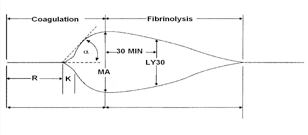 Coagulation Fibrinolysis
α
30 MIN
MA LY30
R K